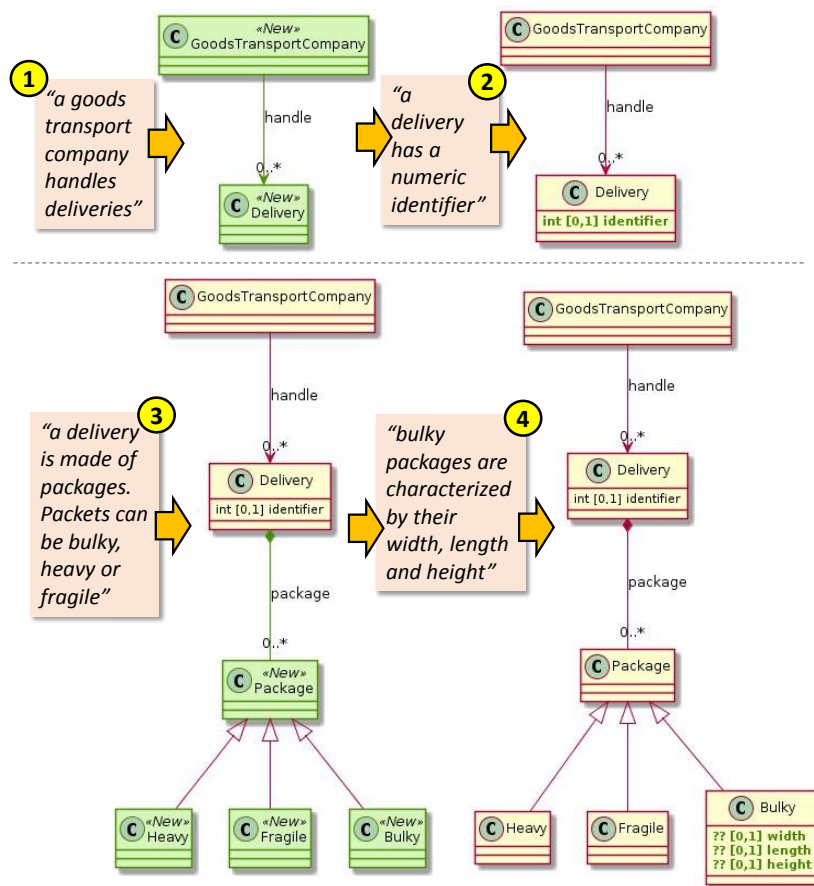 1
“a goods
transport
company
handles
deliveries”
C
«New»
GoodsTransportCompany
handle
0..*
C
«New»
Delivery
2
“a
delivery
has a
numeric
identifier”
C GoodsTransportCompany
handle
0..*
C Delivery
int [0,1] identifier
3
“a delivery
is made of
packages.
Packets can
be bulky,
heavy or
fragile”
C GoodsTransportCompany
handle
0..*
C Delivery
int [0,1] identifier
package
0..*
C
«New»
Package
C
«New»
Heavy
C
«New»
Fragile
C
«New»
Bulky
4
“bulky
packages are
characterized
by their
width, length
and height”
C GoodsTransportCompany
handle
0..*
C Delivery
int [0,1] identifier
package
0..*
C Package
C Heavy
C Fragile
C Bulky
?? [0,1] width
?? [0,1] length
?? [0,1] height